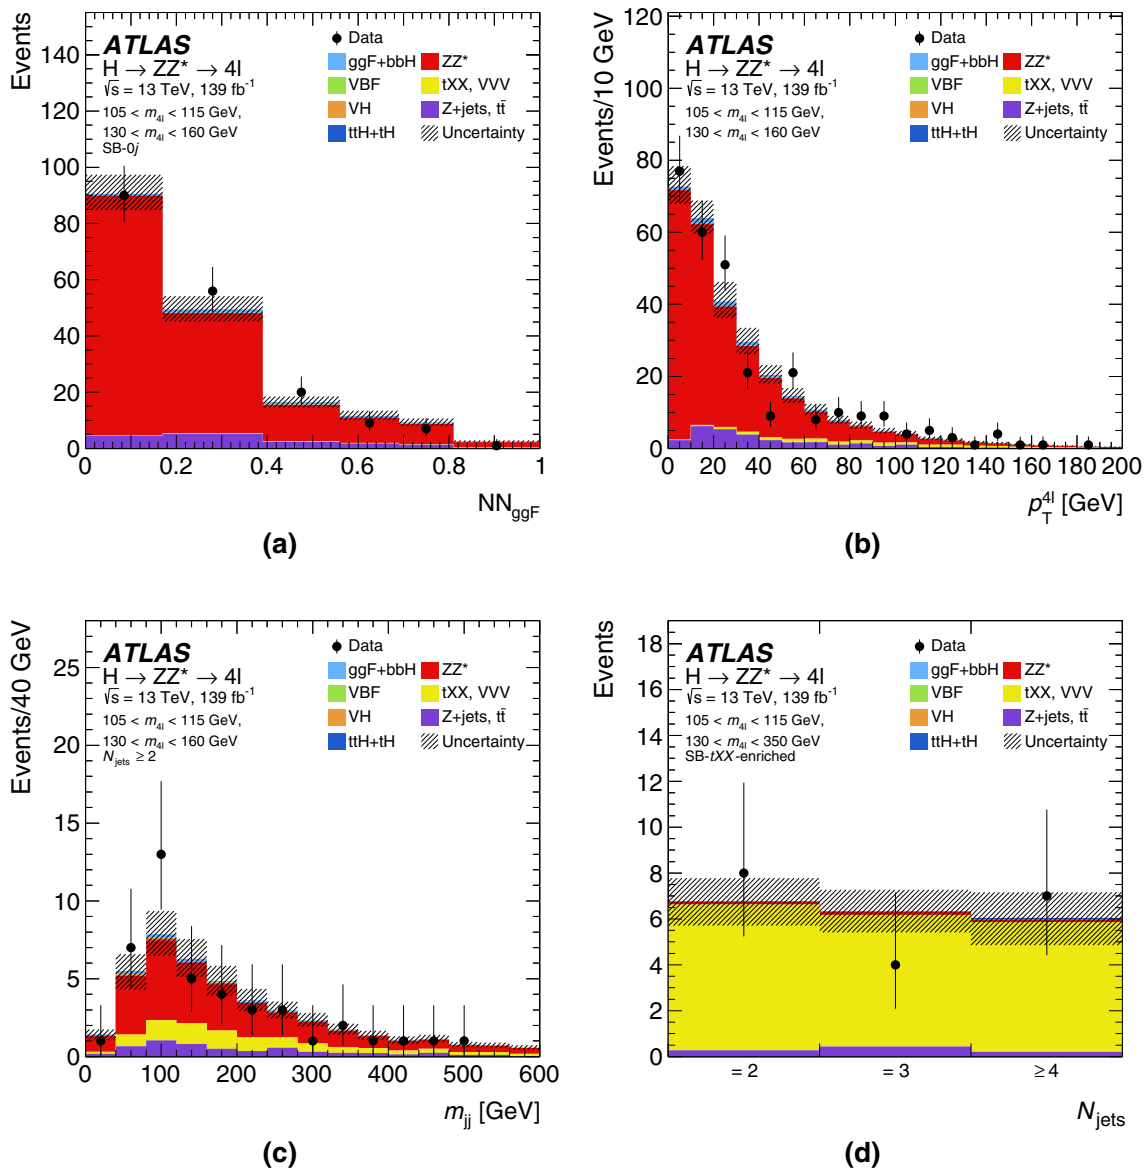 Events
140
120
100
80
60
40
20
0
ATLAS
H → ZZ* → 4l
√s = 13 TeV, 139 fb⁻¹
105 < m4l < 115 GeV,
130 < m4l < 160 GeV
SB-0j
Data
ggF+bbH ZZ*
VBF tXX, VVV
VH Z+jets, tt̄
ttH+tH Uncertainty
0 0.2 0.4 0.6 0.8 1
NNggF
(a)
Events/10 GeV
120
100
80
60
40
20
0
ATLAS
H → ZZ* → 4l
√s = 13 TeV, 139 fb⁻¹
105 < m4l < 115 GeV,
130 < m4l < 160 GeV
Data
ggF+bbH ZZ*
VBF tXX, VVV
VH Z+jets, tt̄
ttH+tH Uncertainty
0 20 40 60 80 100 120 140 160 180 200
pT4l [GeV]
(b)
Events/40 GeV
25
20
15
10
5
0
ATLAS
H → ZZ* → 4l
√s = 13 TeV, 139 fb⁻¹
105 < m4l < 115 GeV,
130 < m4l < 160 GeV
Njets ≥ 2
Data
ggF+bbH ZZ*
VBF tXX, VVV
VH Z+jets, tt̄
ttH+tH Uncertainty
0 100 200 300 400 500 600
mjj [GeV]
(c)
Events
18
16
14
12
10
8
6
4
2
0
ATLAS
H → ZZ* → 4l
√s = 13 TeV, 139 fb⁻¹
105 < m4l < 115 GeV,
130 < m4l < 350 GeV
SB-tXX-enriched
Data
ggF+bbH ZZ*
VBF tXX, VVV
VH Z+jets, tt̄
ttH+tH Uncertainty
= 2 = 3 ≥ 4
Njets
(d)